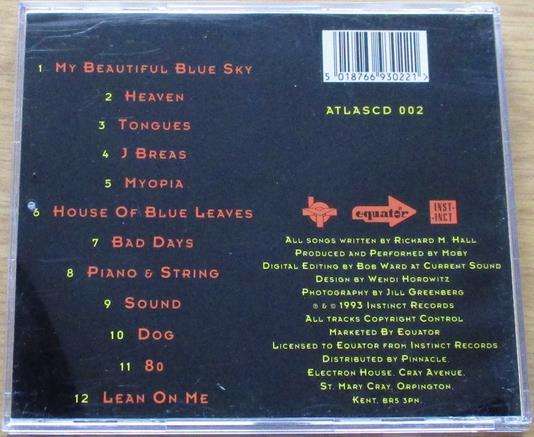 1 My Beautiful Blue Sky
2 Heaven
3 Tongues
4 J Breas
5 Myopia
6 House Of Blue Leaves
7 Bad Days
8 Piano & String
9 Sound
10 Dog
11 80
12 Lean On Me
5 018766 930221 >
ATLASCD 002
equator
INST-
-INCT
All songs written by Richard M. Hall
Produced and Performed by Moby
Digital Editing by Bob Ward at Current Sound
Design by Wendi Horowitz
Photography by Jill Greenberg
℗ & © 1993 Instinct Records
All tracks Copyright Control
Marketed By Equator
Licensed to Equator from Instinct Records
Distributed by Pinnacle,
Electron House, Cray Avenue,
St. Mary Cray, Orpington,
Kent, BR5 3PN.